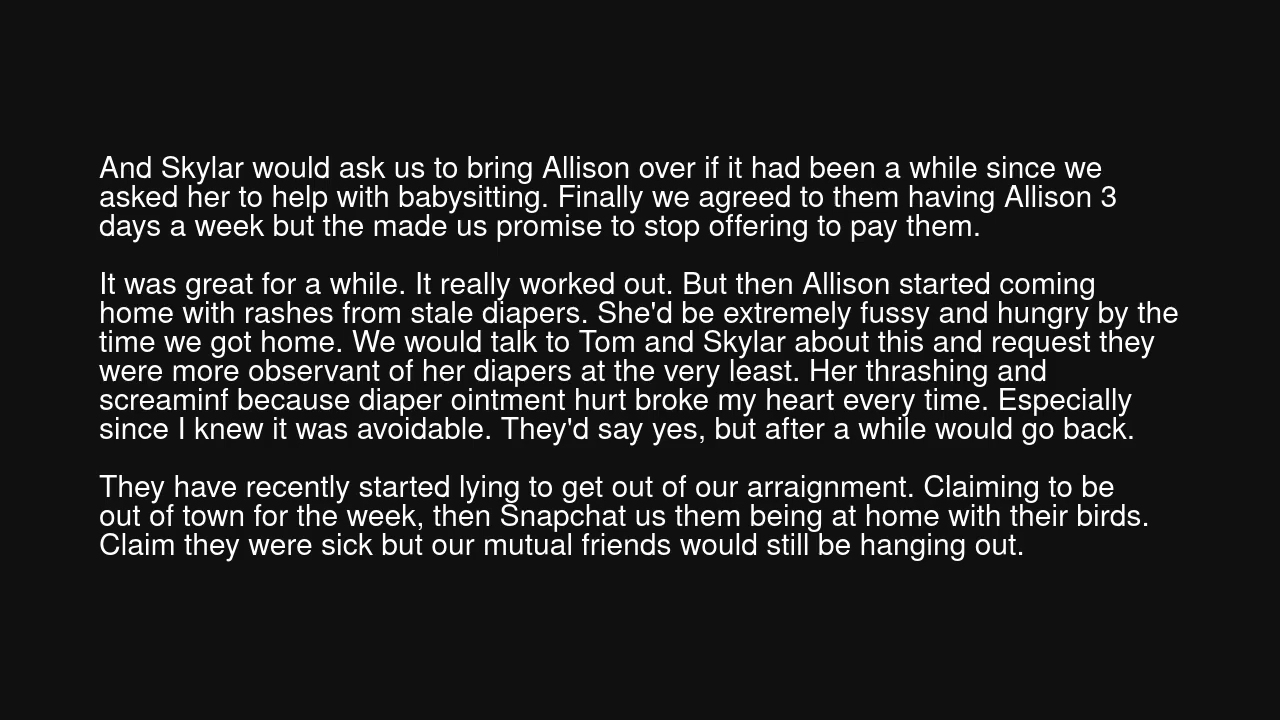 And Skylar would ask us to bring Allison over if it had been a while since we
asked her to help with babysitting. Finally we agreed to them having Allison 3
days a week but the made us promise to stop offering to pay them.
It was great for a while. It really worked out. But then Allison started coming
home with rashes from stale diapers. She'd be extremely fussy and hungry by the
time we got home. We would talk to Tom and Skylar about this and request they
were more observant of her diapers at the very least. Her thrashing and
screaminf because diaper ointment hurt broke my heart every time. Especially
since I knew it was avoidable. They'd say yes, but after a while would go back.
They have recently started lying to get out of our arraignment. Claiming to be
out of town for the week, then Snapchat us them being at home with their birds.
Claim they were sick but our mutual friends would still be hanging out.